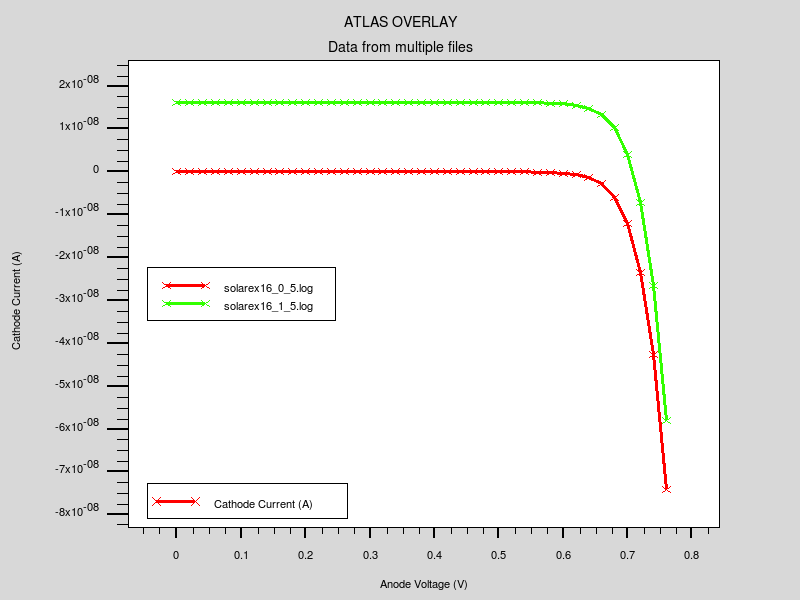 ATLAS OVERLAY
Data from multiple files
Cathode Current (A)
2x10^-08
1x10^-08
0
-1x10^-08
-2x10^-08
-3x10^-08
-4x10^-08
-5x10^-08
-6x10^-08
-7x10^-08
-8x10^-08
solarex16_0_5.log
solarex16_1_5.log
Cathode Current (A)
0 0.1 0.2 0.3 0.4 0.5 0.6 0.7 0.8
Anode Voltage (V)